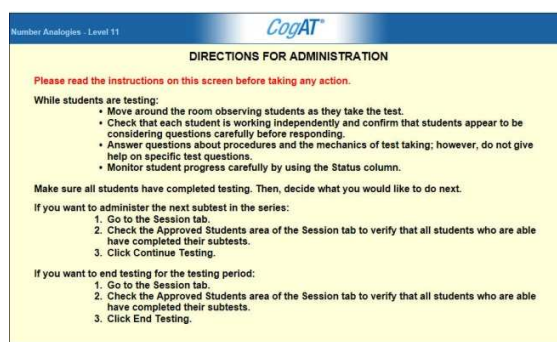 Number Analogies - Level 11
CogAT®
DIRECTIONS FOR ADMINISTRATION
Please read the instructions on this screen before taking any action.
While students are testing:
• Move around the room observing students as they take the test.
• Check that each student is working independently and confirm that students appear to be
considering questions carefully before responding.
• Answer questions about procedures and the mechanics of test taking; however, do not give
help on specific test questions.
• Monitor student progress carefully by using the Status column.
Make sure all students have completed testing. Then, decide what you would like to do next.
If you want to administer the next subtest in the series:
1. Go to the Session tab.
2. Check the Approved Students area of the Session tab to verify that all students who are able
have completed their subtests.
3. Click Continue Testing.
If you want to end testing for the testing period:
1. Go to the Session tab.
2. Check the Approved Students area of the Session tab to verify that all students who are able
have completed their subtests.
3. Click End Testing.